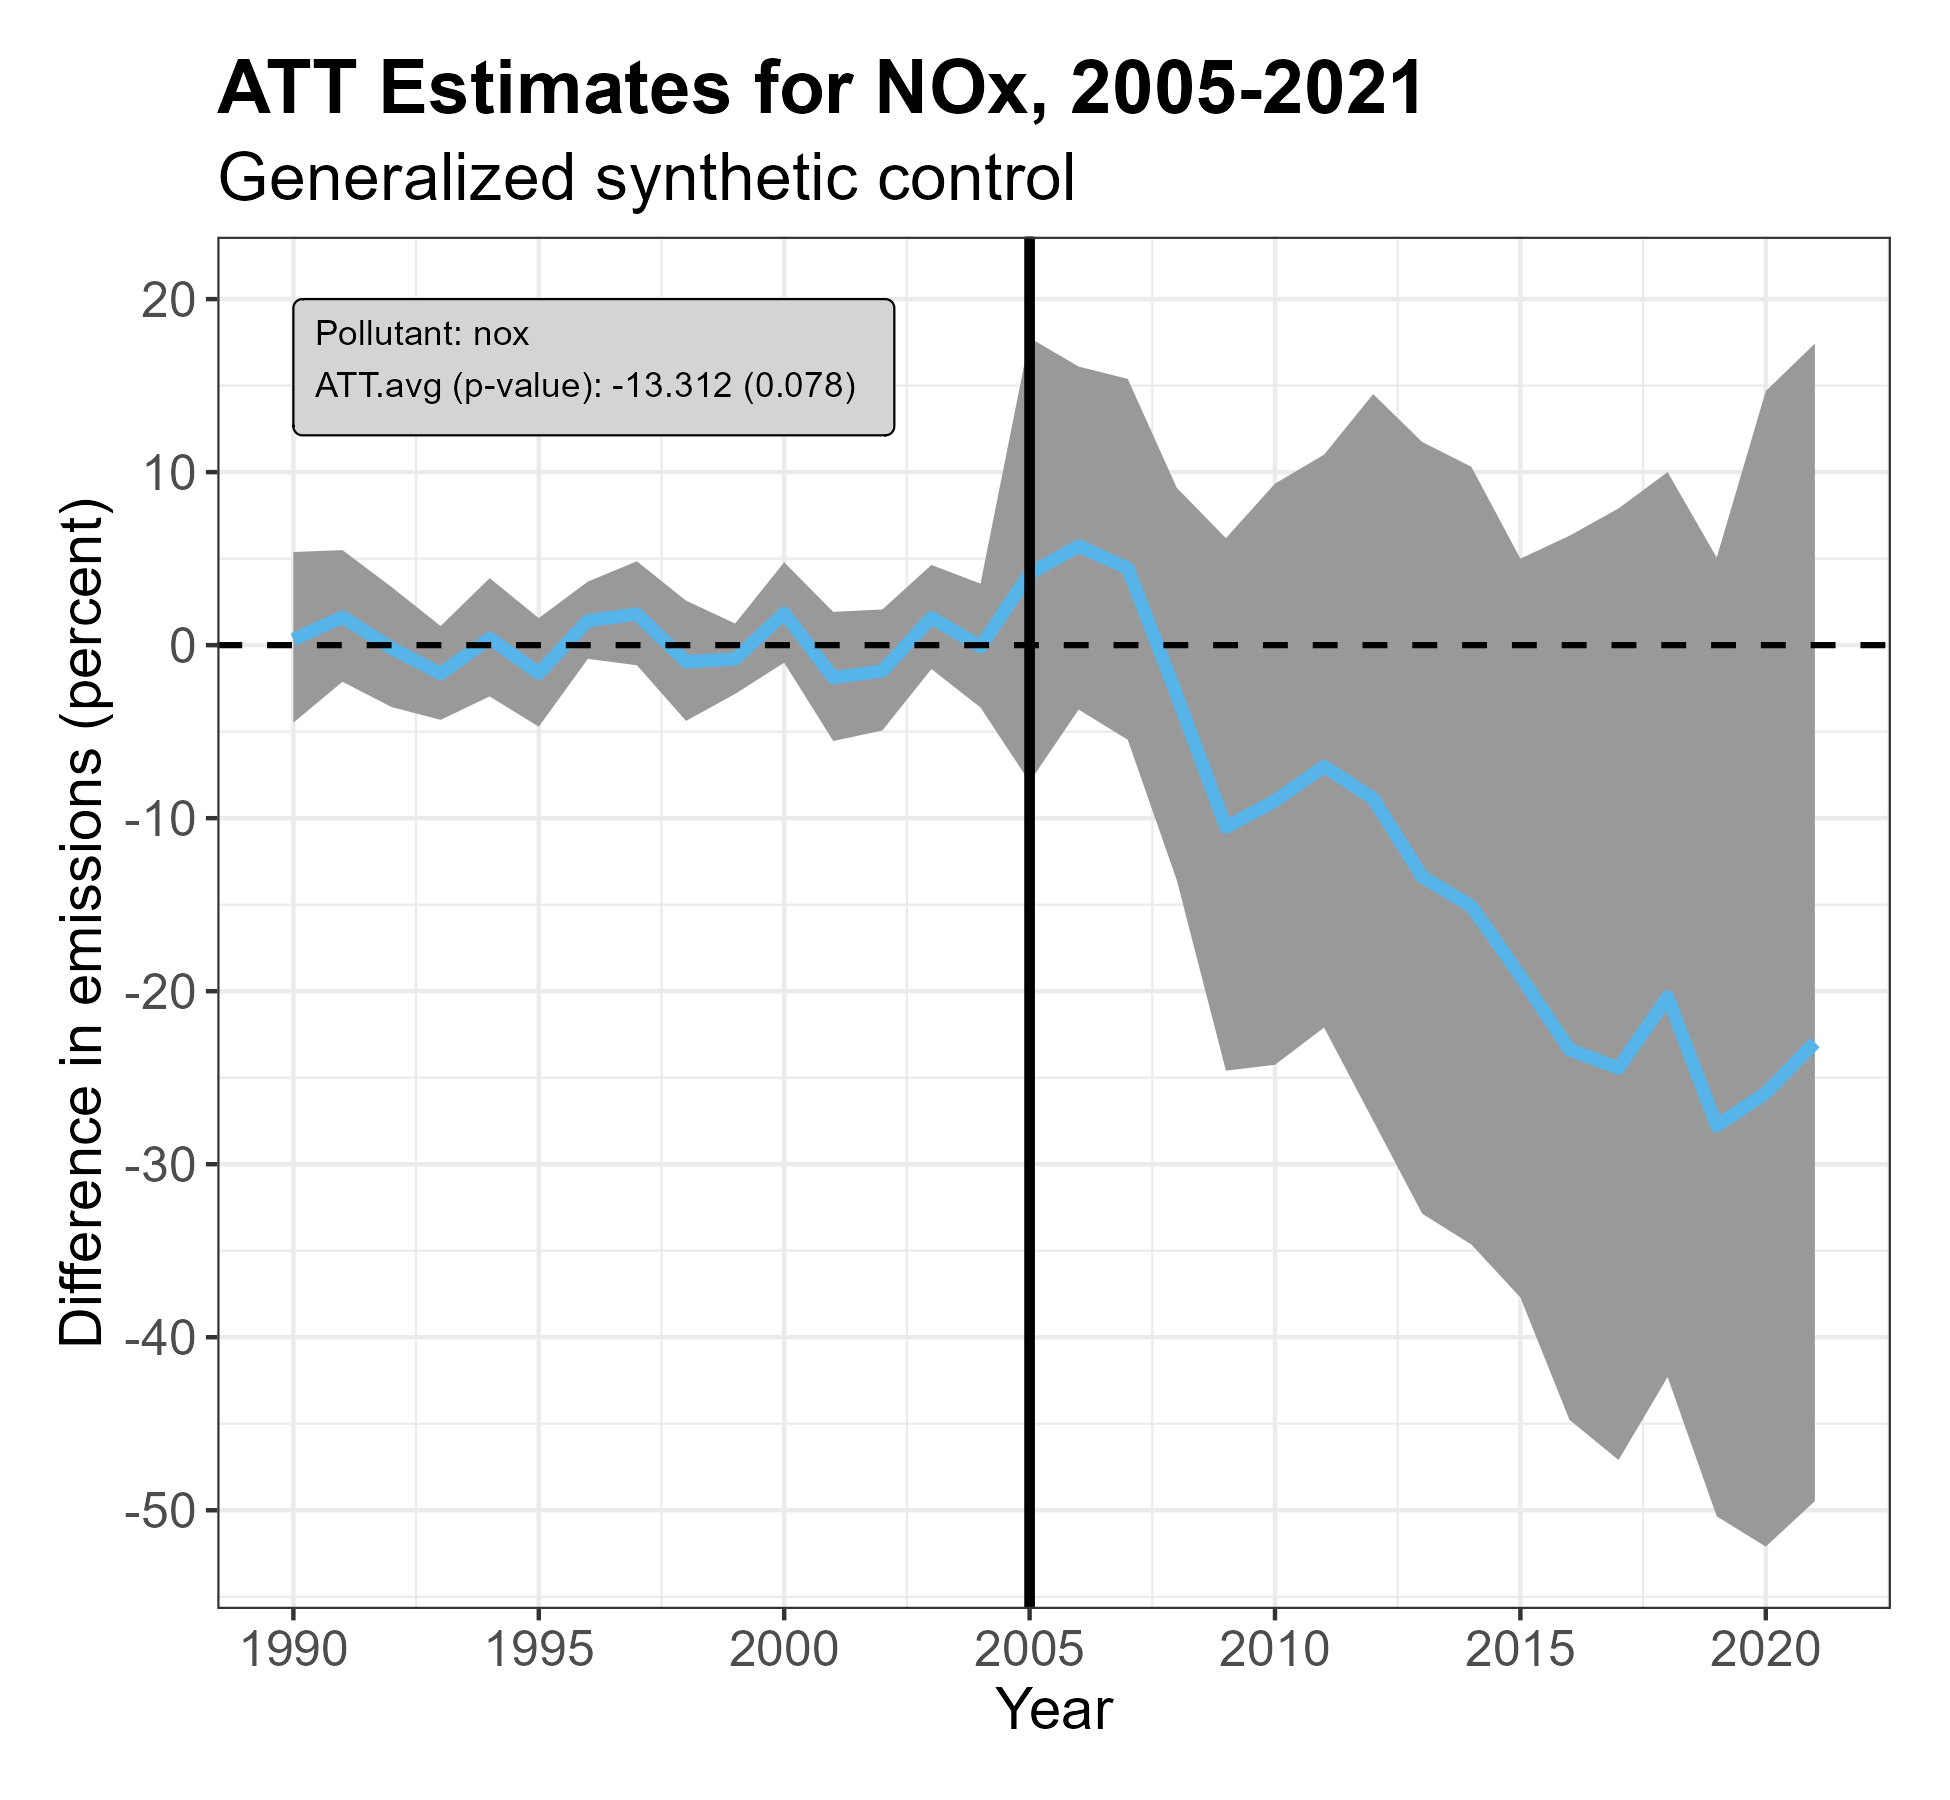 ATT Estimates for NOx, 2005-2021
Generalized synthetic control
Pollutant: nox
ATT.avg (p-value): -13.312 (0.078)
Difference in emissions (percent)
20
10
0
-10
-20
-30
-40
-50
1990 1995 2000 2005 2010 2015 2020
Year